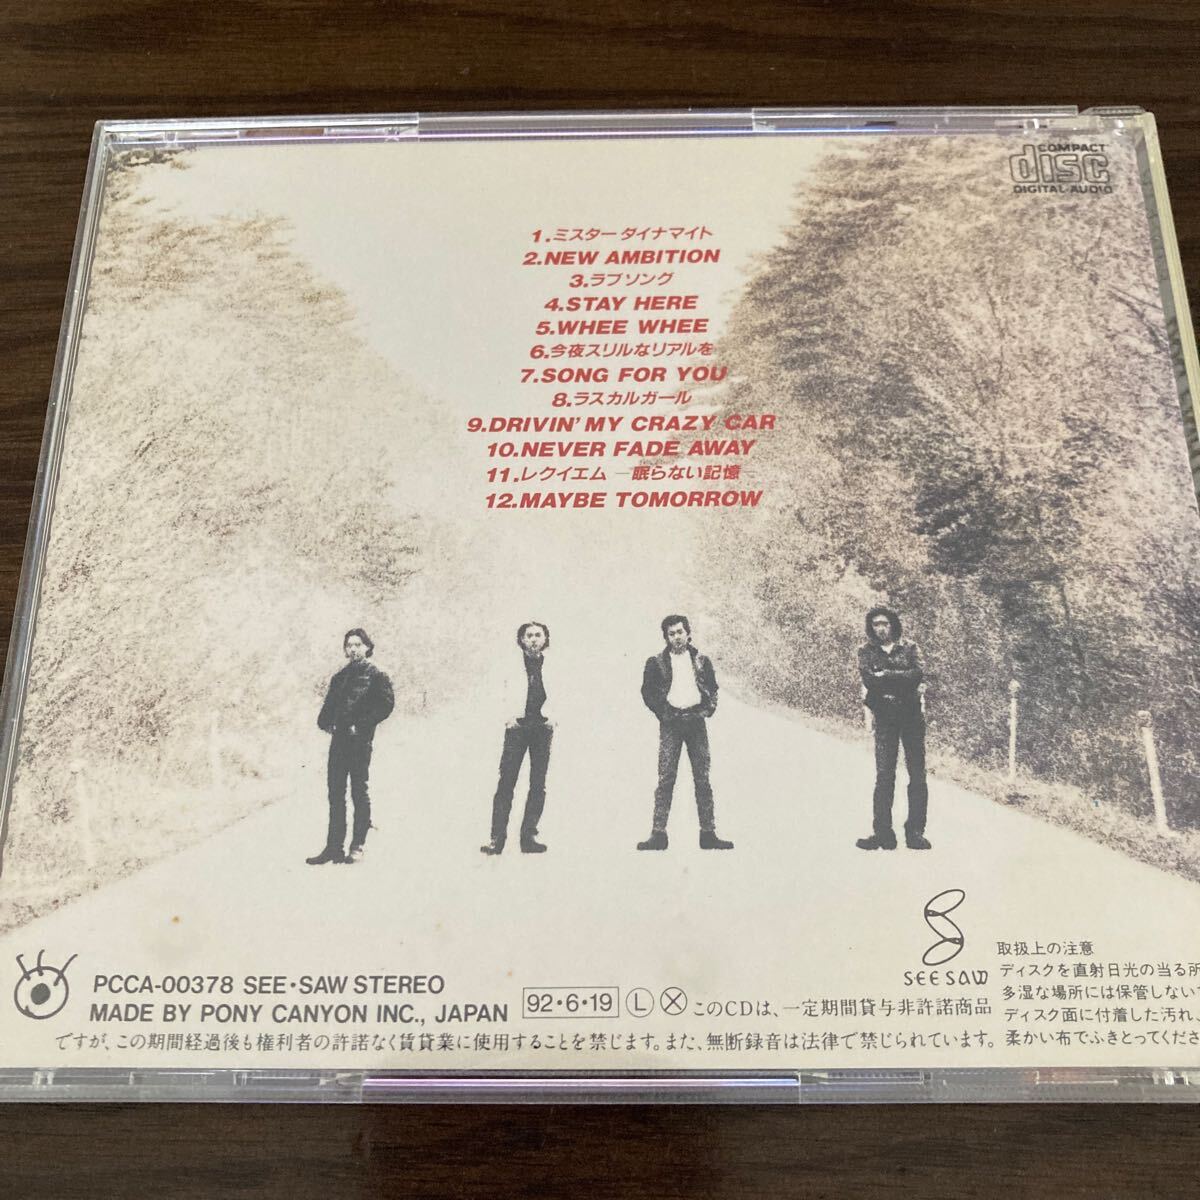 COMPACT
disc
DIGITAL AUDIO
1.ミスター ダイナマイト
2.NEW AMBITION
3.ラブソング
4.STAY HERE
5.WHEE WHEE
6.今夜スリルなリアルを
7.SONG FOR YOU
8.ラスカルガール
9.DRIVIN' MY CRAZY CAR
10.NEVER FADE AWAY
11.レクイエム —眠らない記憶
12.MAYBE TOMORROW
SEE SAW
PCCA-00378 SEE・SAW STEREO
MADE BY PONY CANYON INC., JAPAN
92・6・19 Ⓛ Ⓧ このCDは、一定期間貸与非許諾商品
ですが、この期間経過後も権利者の許諾なく賃貸業に使用することを禁じます。また、無断録音は法律で禁じられています。
取扱上の注意
ディスクを直射日光の当る所
多湿な場所には保管しない
ディスク面に付着した汚れ、
柔かい布でふきとってくださ